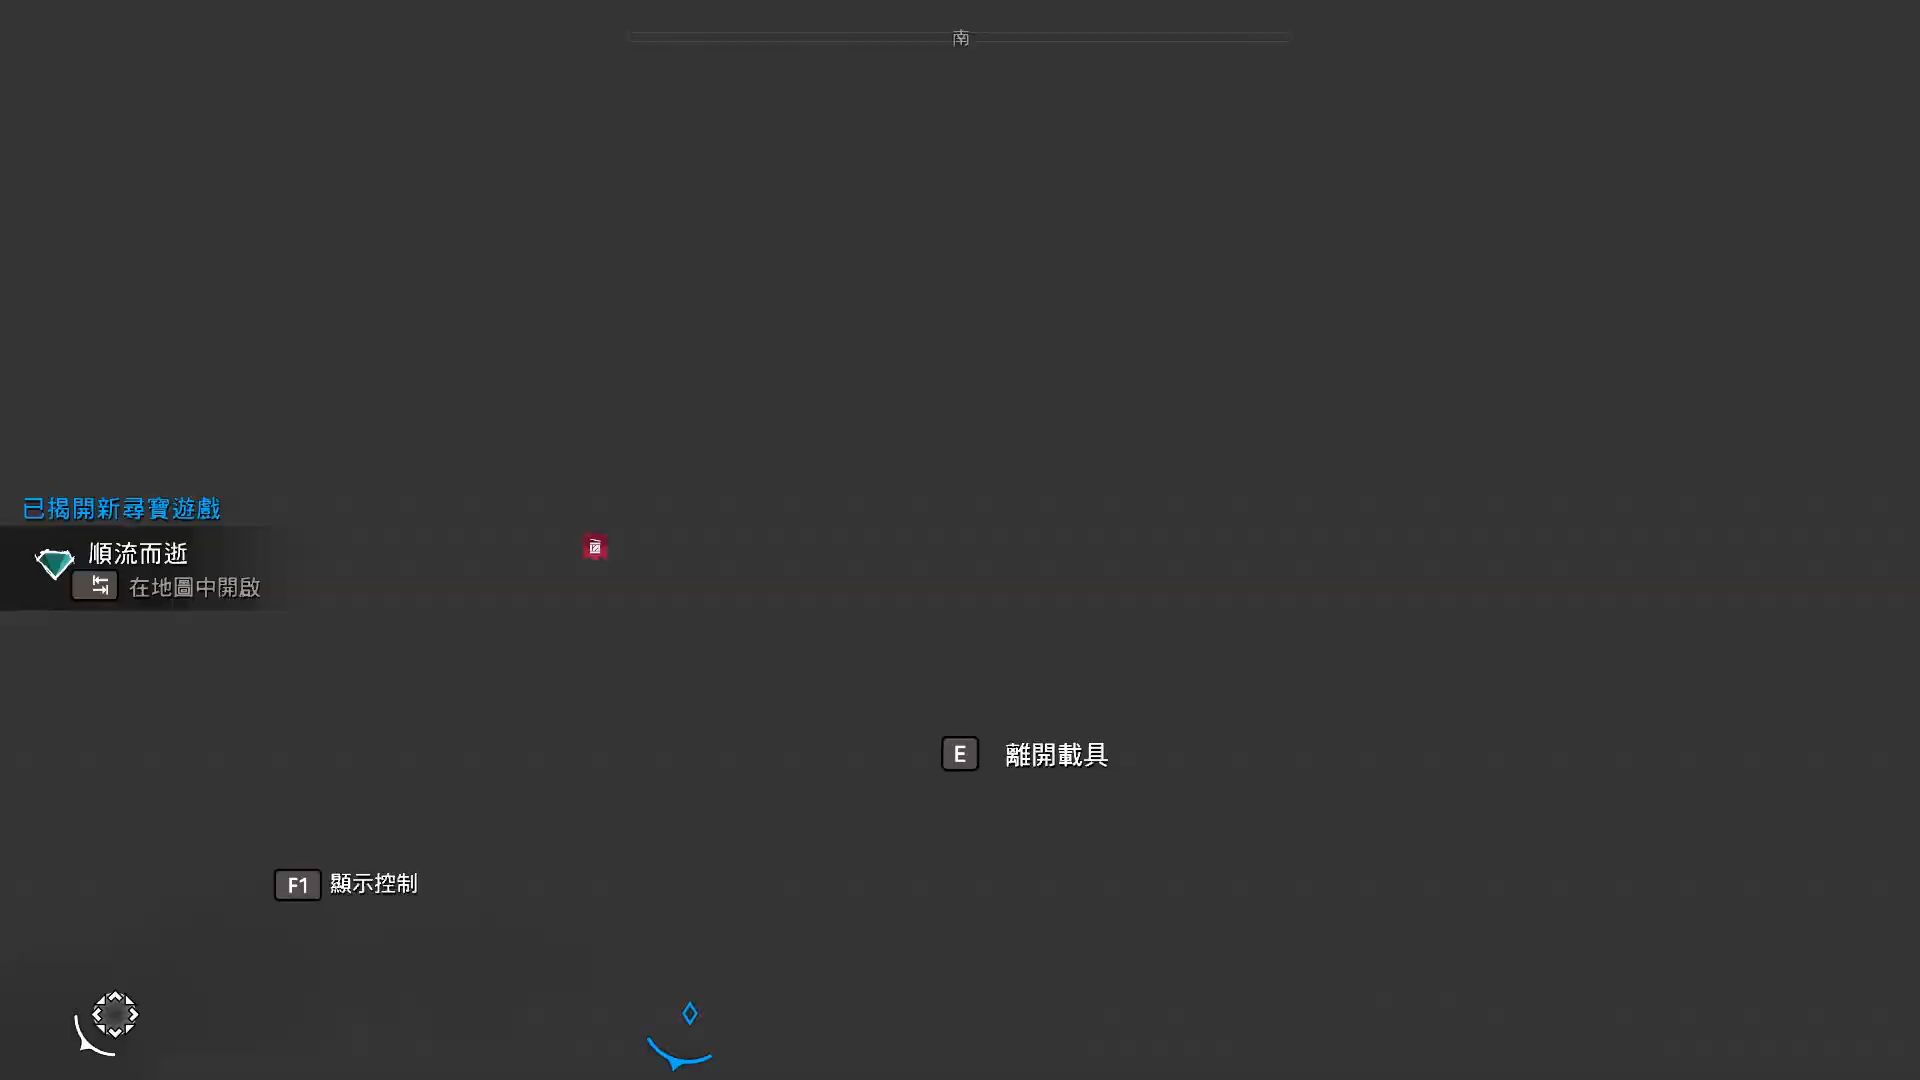 南
已揭開新尋寶遊戲
順流而逝
在地圖中開啟
E 離開載具
F1 顯示控制